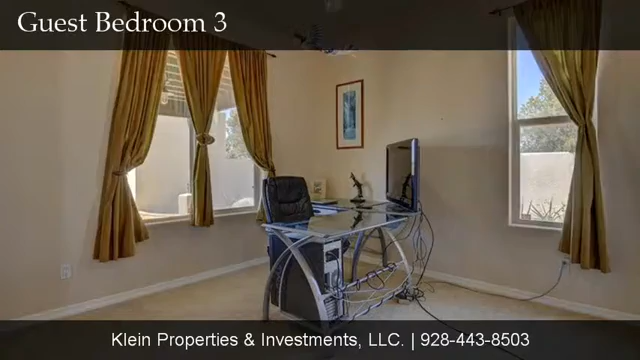 Guest Bedroom 3
Klein Properties & Investments, LLC. | 928-443-8503